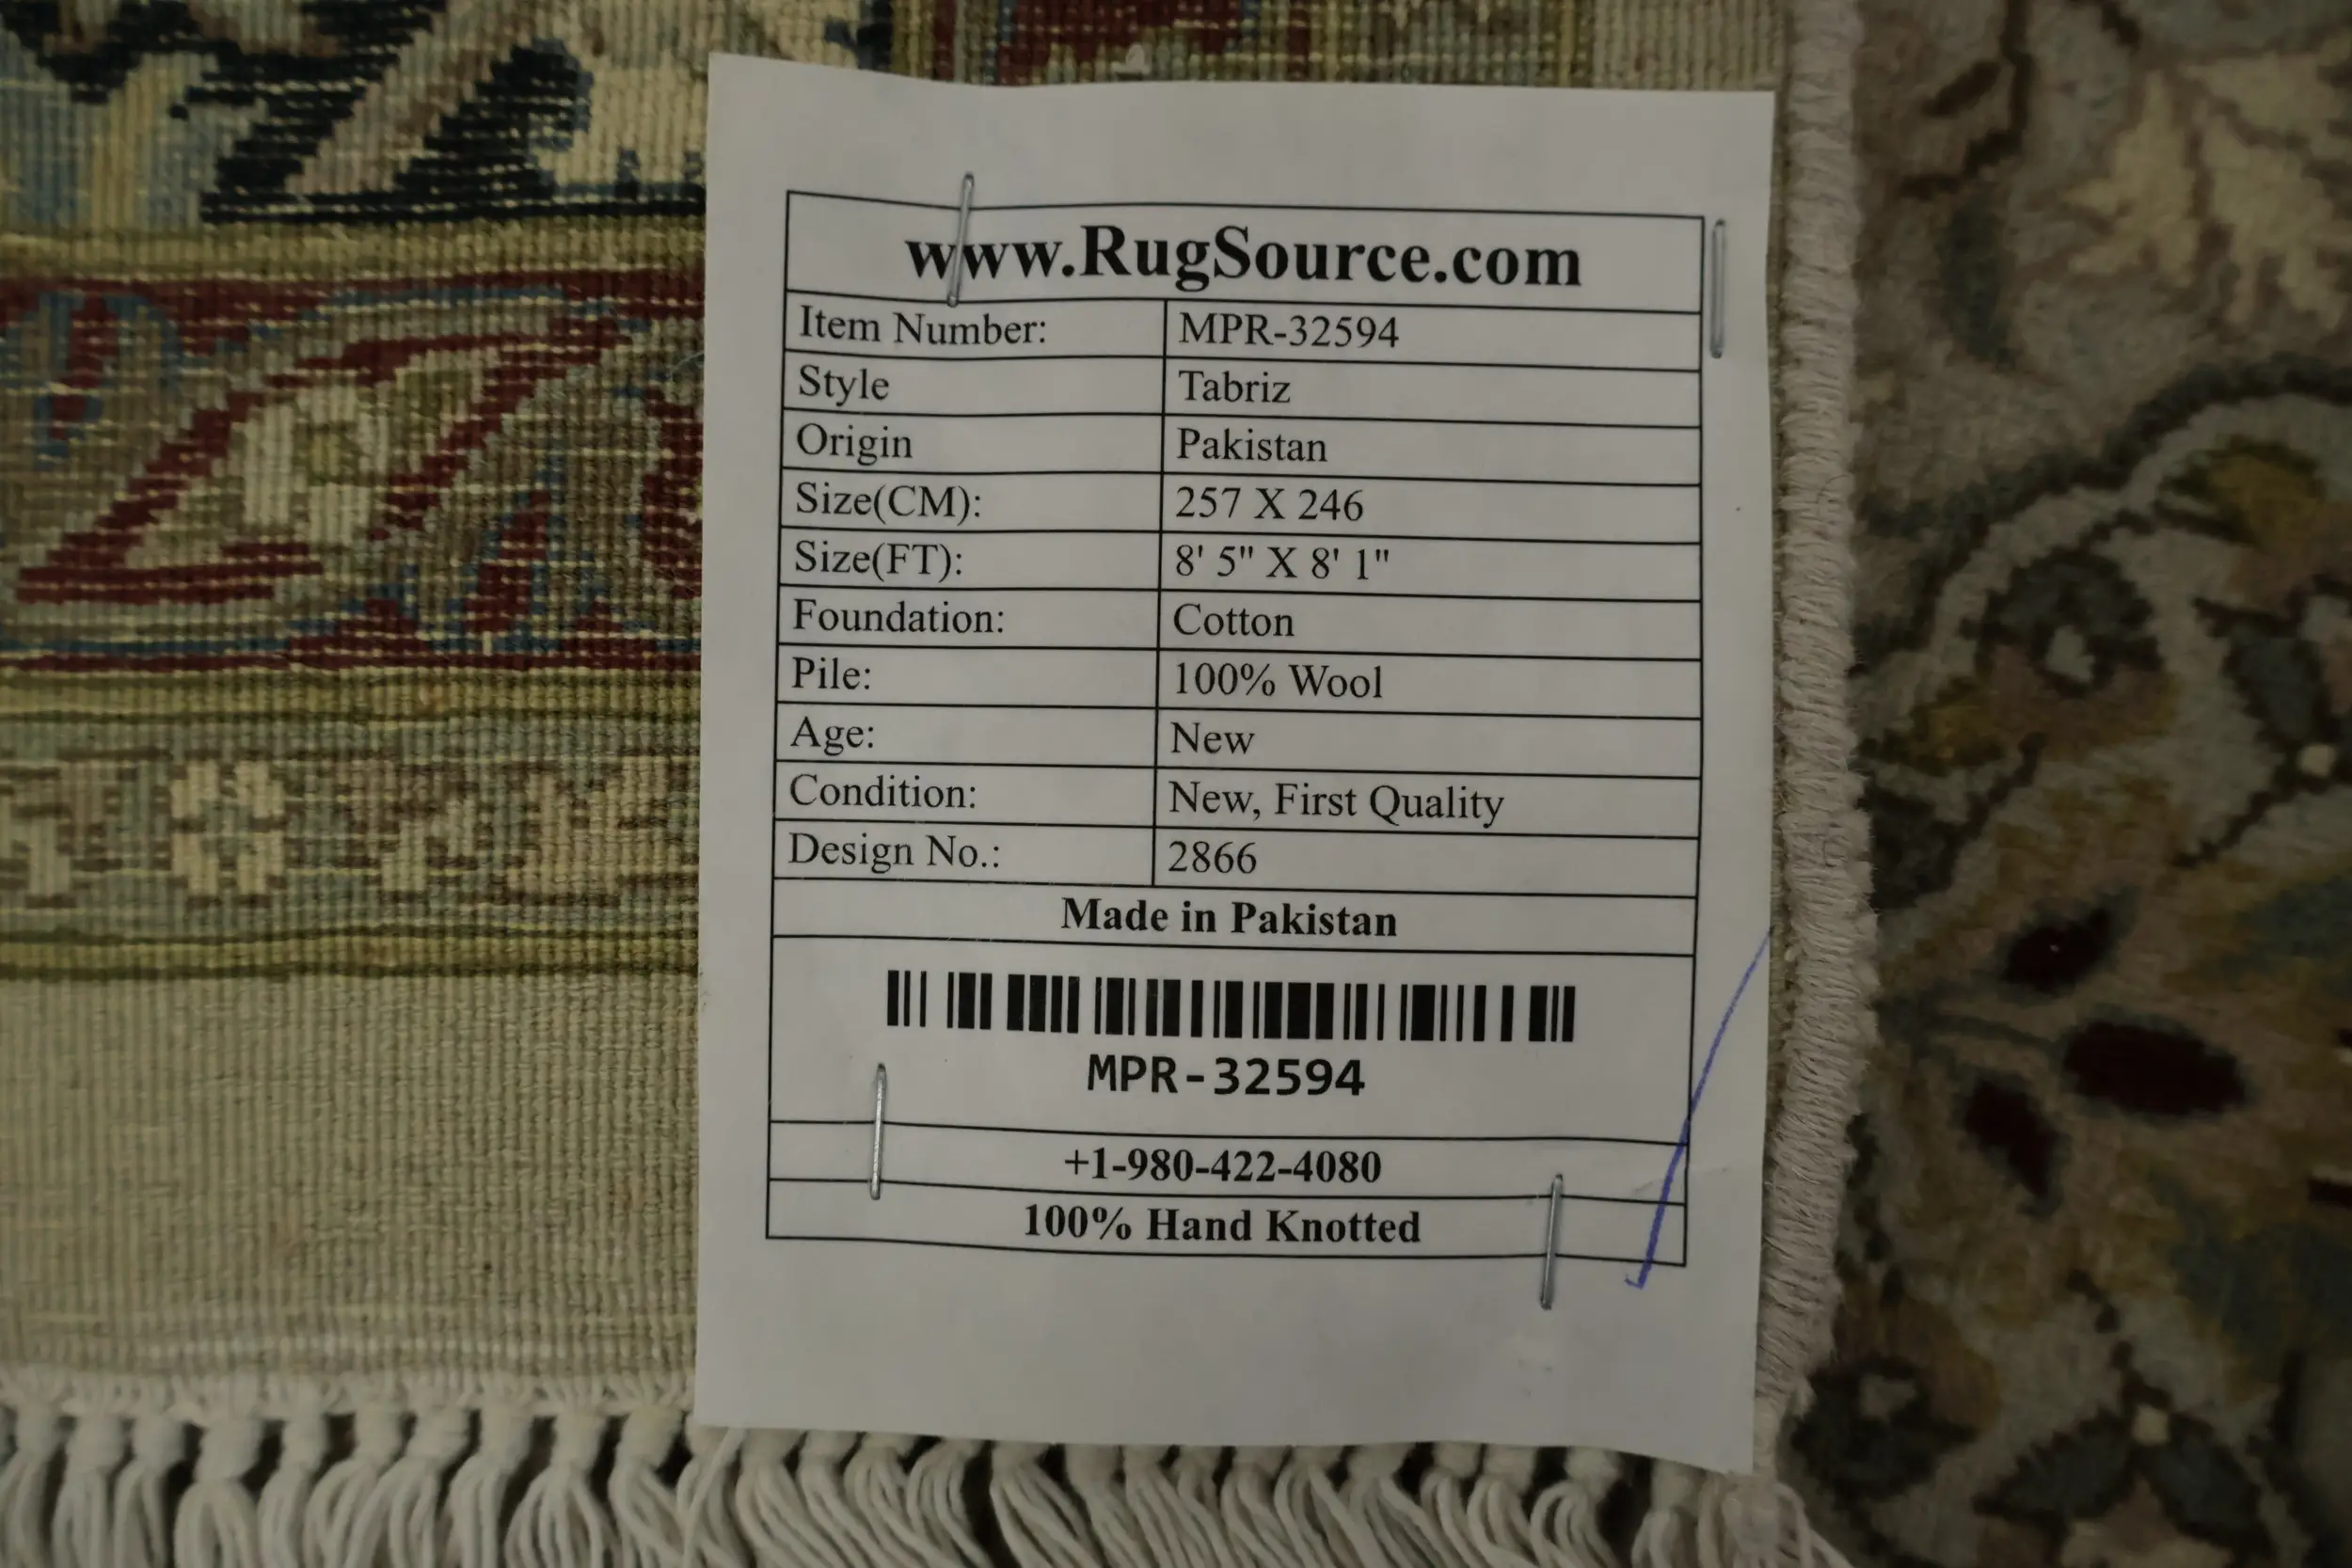 www.RugSource.com
Item Number: MPR-32594
Style Tabriz
Origin Pakistan
Size(CM): 257 X 246
Size(FT): 8' 5" X 8' 1"
Foundation: Cotton
Pile: 100% Wool
Age: New
Condition: New, First Quality
Design No.: 2866
Made in Pakistan
MPR-32594
+1-980-422-4080
100% Hand Knotted